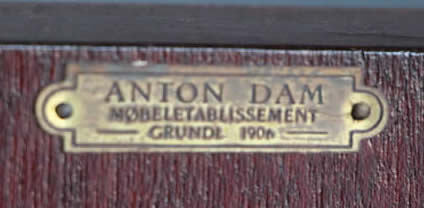 ANTON DAM
MØBELETABLISSEMENT
GRUNDL 1906